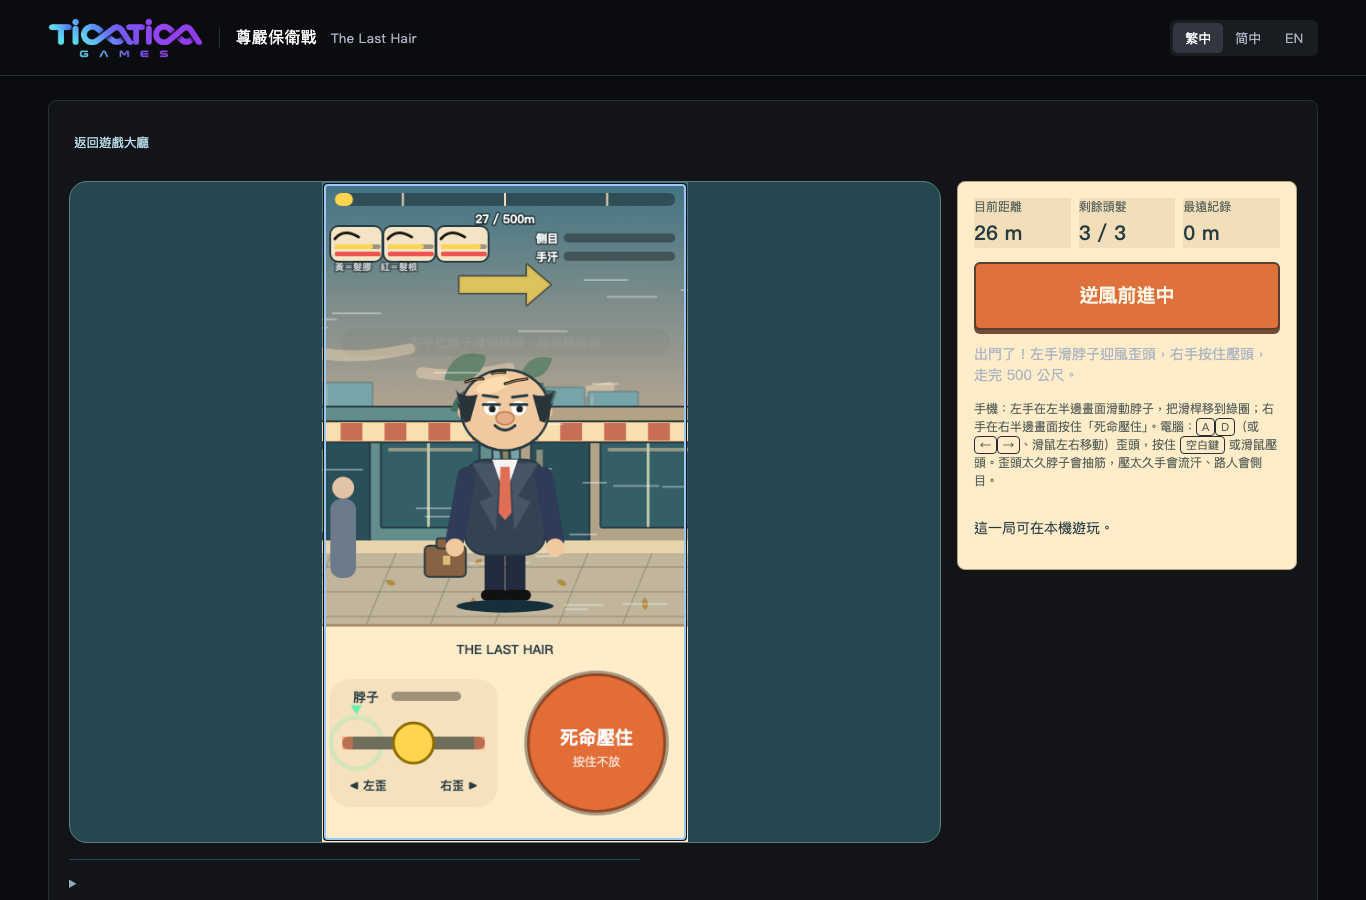 TICATICA
GAMES
尊嚴保衛戰 The Last Hair
繁中 简中 EN
返回遊戲大廳
27 / 500m
側目
手汗
黃=髮膠 紅=髮根
THE LAST HAIR
脖子
◄ 左歪 右歪 ►
死命壓住
按住不放
目前距離 剩餘頭髮 最遠紀錄
26 m 3 / 3 0 m
逆風前進中
出門了！左手滑脖子迎風歪頭，右手按住壓頭，
走完 500 公尺。
手機：左手在左半邊畫面滑動脖子，把滑桿移到綠圈；右
手在右半邊畫面按住「死命壓住」。電腦：A D（或
← →、滑鼠左右移動）歪頭，按住 空白鍵 或滑鼠壓
頭。歪頭太久脖子會抽筋，壓太久手會流汗、路人會側
目。
這一局可在本機遊玩。